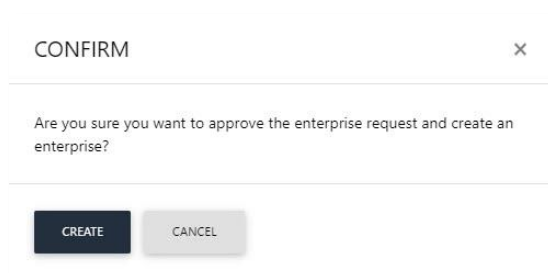 CONFIRM ×
Are you sure you want to approve the enterprise request and create an
enterprise?
CREATE CANCEL